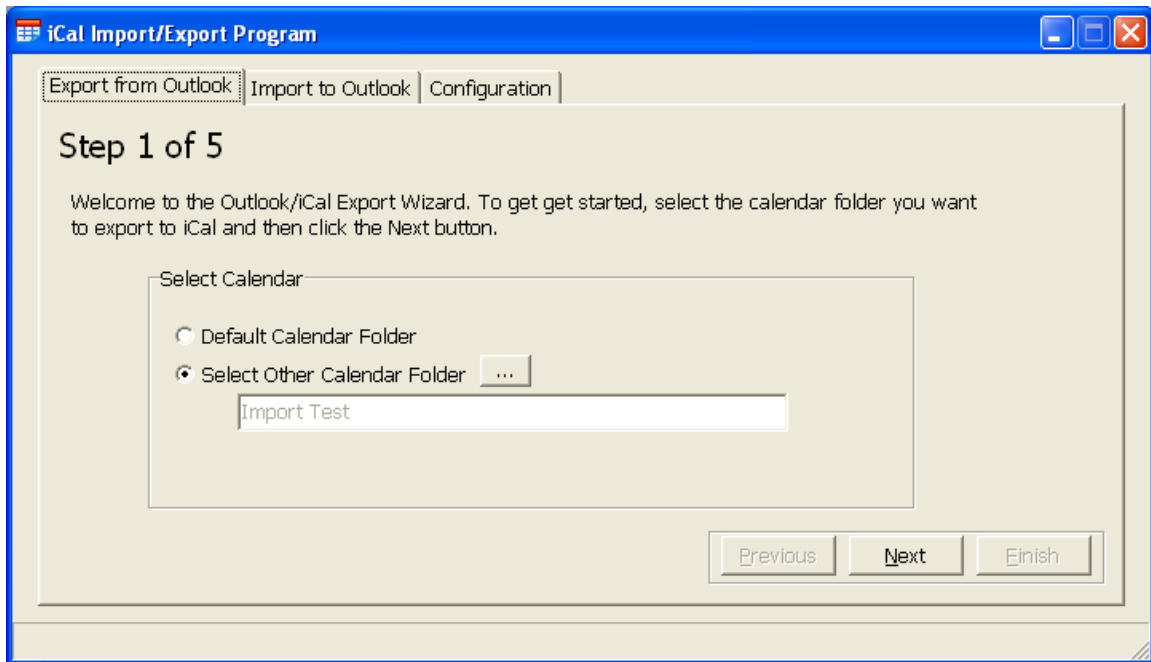 iCal Import/Export Program
Export from Outlook Import to Outlook Configuration
Step 1 of 5
Welcome to the Outlook/iCal Export Wizard. To get get started, select the calendar folder you want
to export to iCal and then click the Next button.
Select Calendar
Default Calendar Folder
Select Other Calendar Folder ...
Import Test
Previous Next Finish